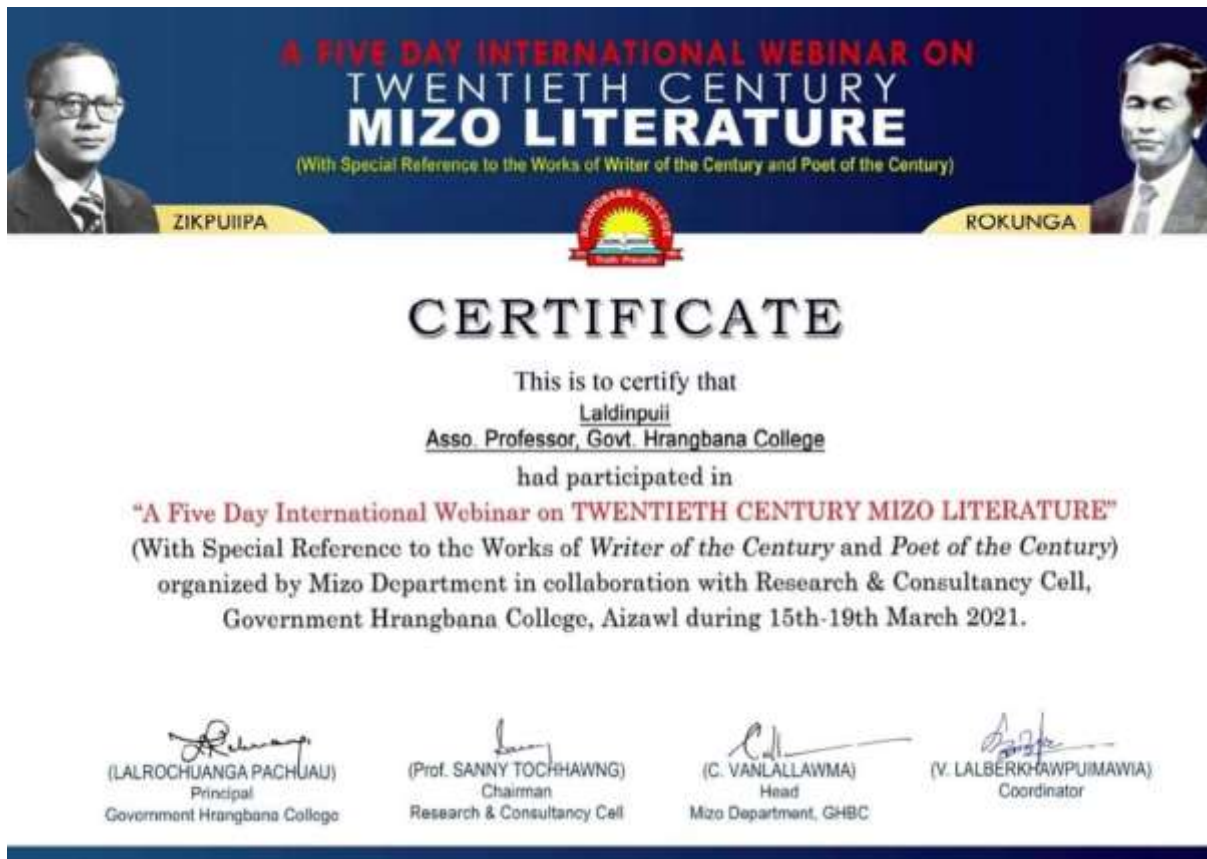 A FIVE DAY INTERNATIONAL WEBINAR ON
TWENTIETH CENTURY
MIZO LITERATURE
(With Special Reference to the Works of Writer of the Century and Poet of the Century)
ZIKPUIIPA
ROKUNGA
HRANGBANA COLLEGE
Truth Prevails
CERTIFICATE
This is to certify that
Laldinpuii
Asso. Professor, Govt. Hrangbana College
had participated in
"A Five Day International Webinar on TWENTIETH CENTURY MIZO LITERATURE"
(With Special Reference to the Works of Writer of the Century and Poet of the Century)
organized by Mizo Department in collaboration with Research & Consultancy Cell,
Government Hrangbana College, Aizawl during 15th-19th March 2021.
(LALROCHUANGA PACHUAU)
Principal
Government Hrangbana College
(Prof. SANNY TOCHHAWNG)
Chairman
Research & Consultancy Cell
(C. VANLALLAWMA)
Head
Mizo Department, GHBC
(V. LALBERKHAWPUIMAWIA)
Coordinator